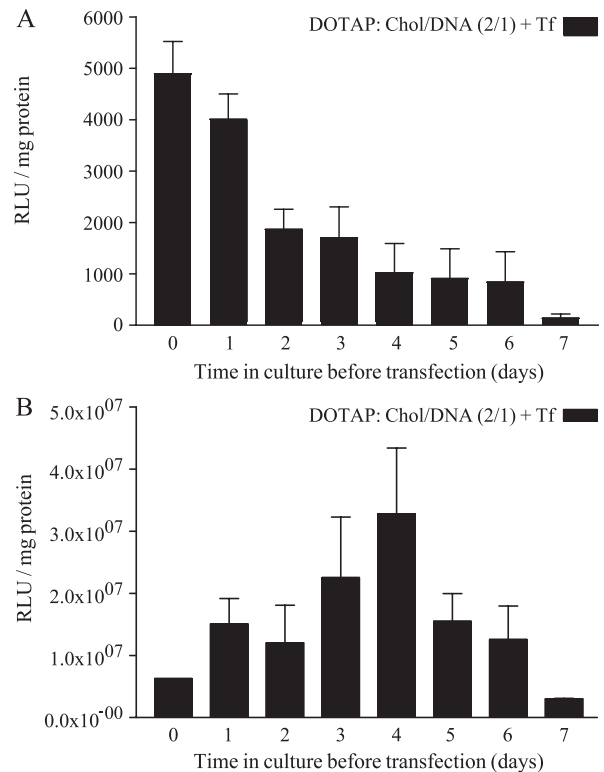 A
DOTAP: Chol/DNA (2/1) + Tf
RLU / mg protein
6000
5000
4000
3000
2000
1000
0
0 1 2 3 4 5 6 7
Time in culture before transfection (days)
B
DOTAP: Chol/DNA (2/1) + Tf
RLU / mg protein
5.0x10^07
4.0x10^07
3.0x10^07
2.0x10^07
1.0x10^07
0.0x10^-00
0 1 2 3 4 5 6 7
Time in culture before transfection (days)